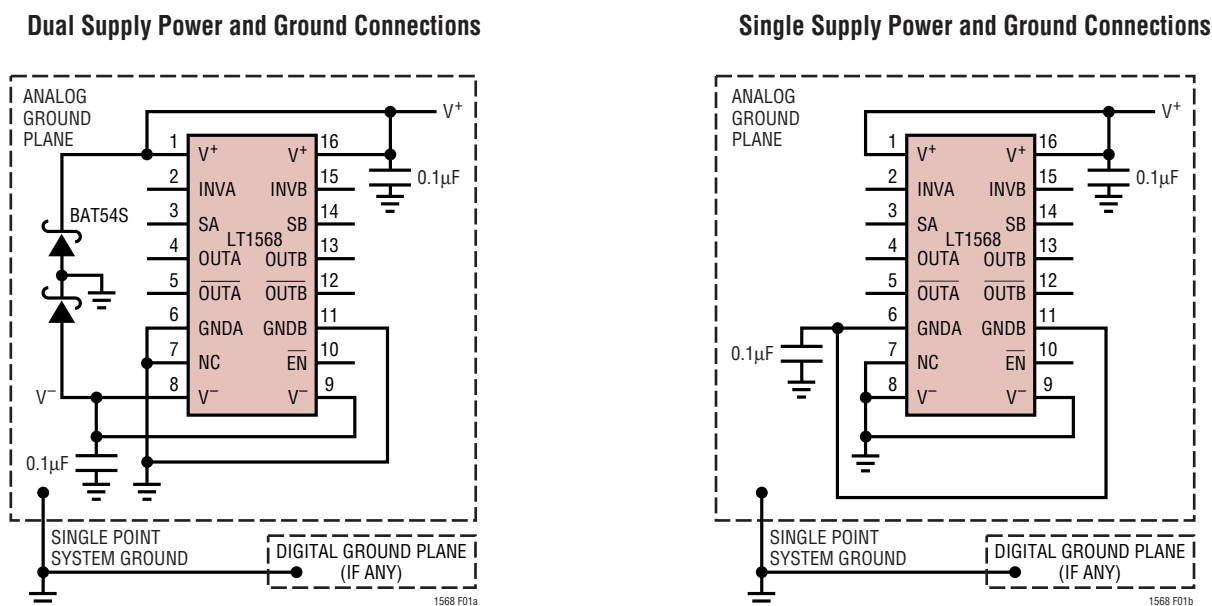 Dual Supply Power and Ground Connections
ANALOG
GROUND
PLANE
V⁺
1
16
V⁺
V⁺
0.1µF
2
15
INVA
INVB
BAT54S
3
14
SA
SB
LT1568
4
13
OUTA
OUTB
5
12
OUTA
OUTB
6
11
GNDA
GNDB
7
10
NC
EN
V⁻
8
9
V⁻
V⁻
0.1µF
SINGLE POINT
SYSTEM GROUND
DIGITAL GROUND PLANE
(IF ANY)
1568 F01a
Single Supply Power and Ground Connections
ANALOG
GROUND
PLANE
V⁺
1
16
V⁺
V⁺
0.1µF
2
15
INVA
INVB
3
14
SA
SB
LT1568
4
13
OUTA
OUTB
5
12
OUTA
OUTB
6
11
GNDA
GNDB
0.1µF
7
10
NC
EN
8
9
V⁻
V⁻
SINGLE POINT
SYSTEM GROUND
DIGITAL GROUND PLANE
(IF ANY)
1568 F01b